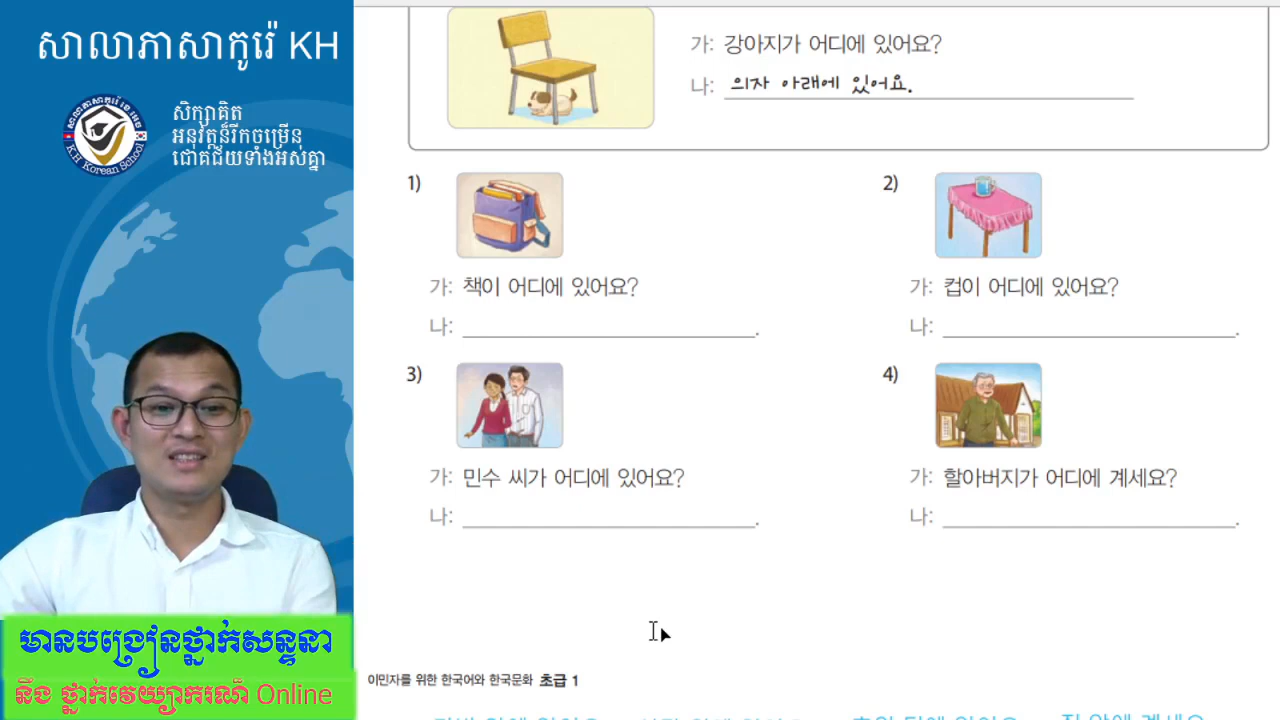 សាលាភាសាកូរ៉េ KH
សិក្សាគិត
អនុវត្តន៏រីកចម្រើន
ជោគជ័យទាំងអស់គ្នា
K.H Korean School
មានបង្រៀនថ្នាក់សន្ទនា
នឹង ថ្នាក់វេយ្យាករណ៏ Online
가: 강아지가 어디에 있어요?
나: 의자 아래에 있어요.
1)
가: 책이 어디에 있어요?
나:
2)
가: 컵이 어디에 있어요?
나:
3)
가: 민수 씨가 어디에 있어요?
나:
4)
가: 할아버지가 어디에 계세요?
나:
이민자를 위한 한국어와 한국문화 초급 1